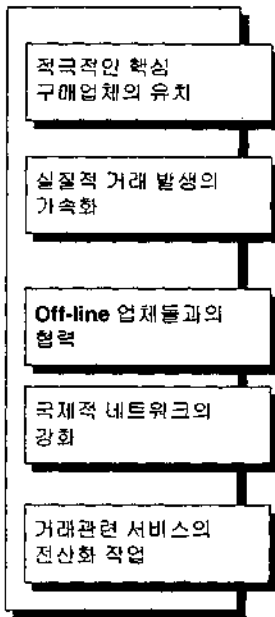 적극적인 핵심
구매업체의 유치
실질적 거래 발생의
가속화
Off-line 업체들과의
협력
국제적 네트워크의
강화
거래관련 서비스의
전산화 작업